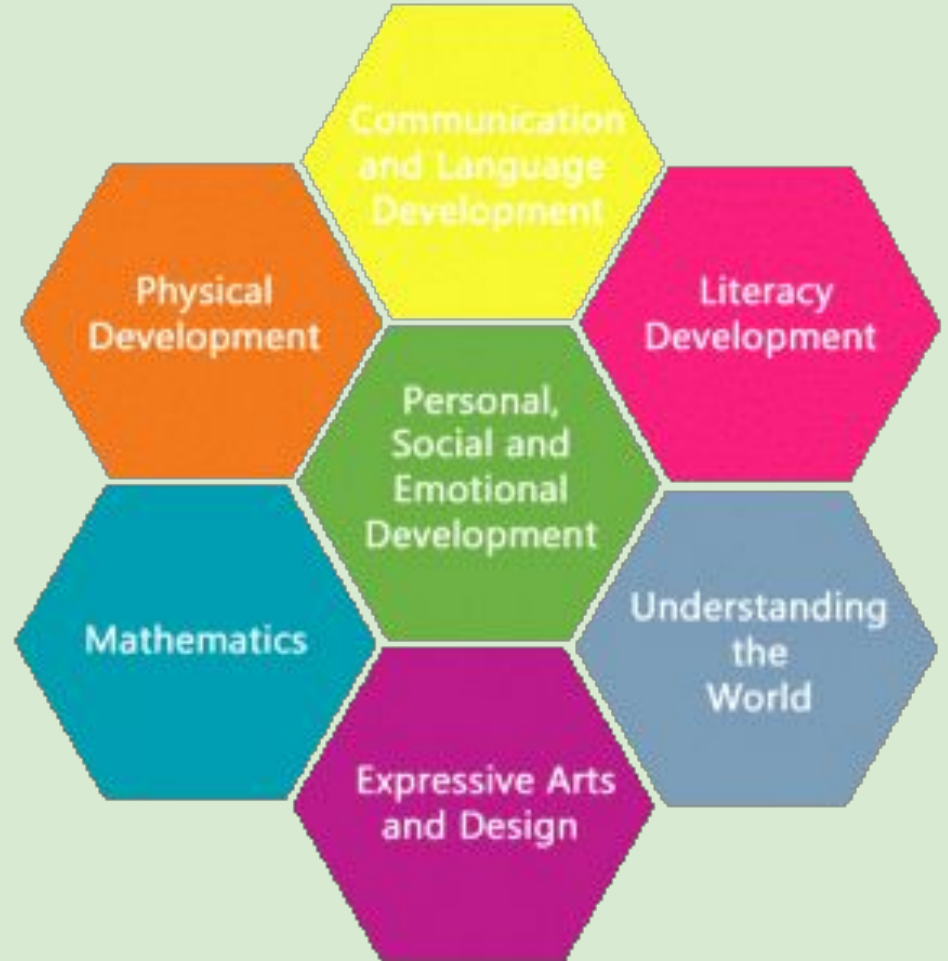 Communication
and Language
Development
Physical
Development
Literacy
Development
Personal,
Social and
Emotional
Development
Mathematics
Understanding
the
World
Expressive Arts
and Design